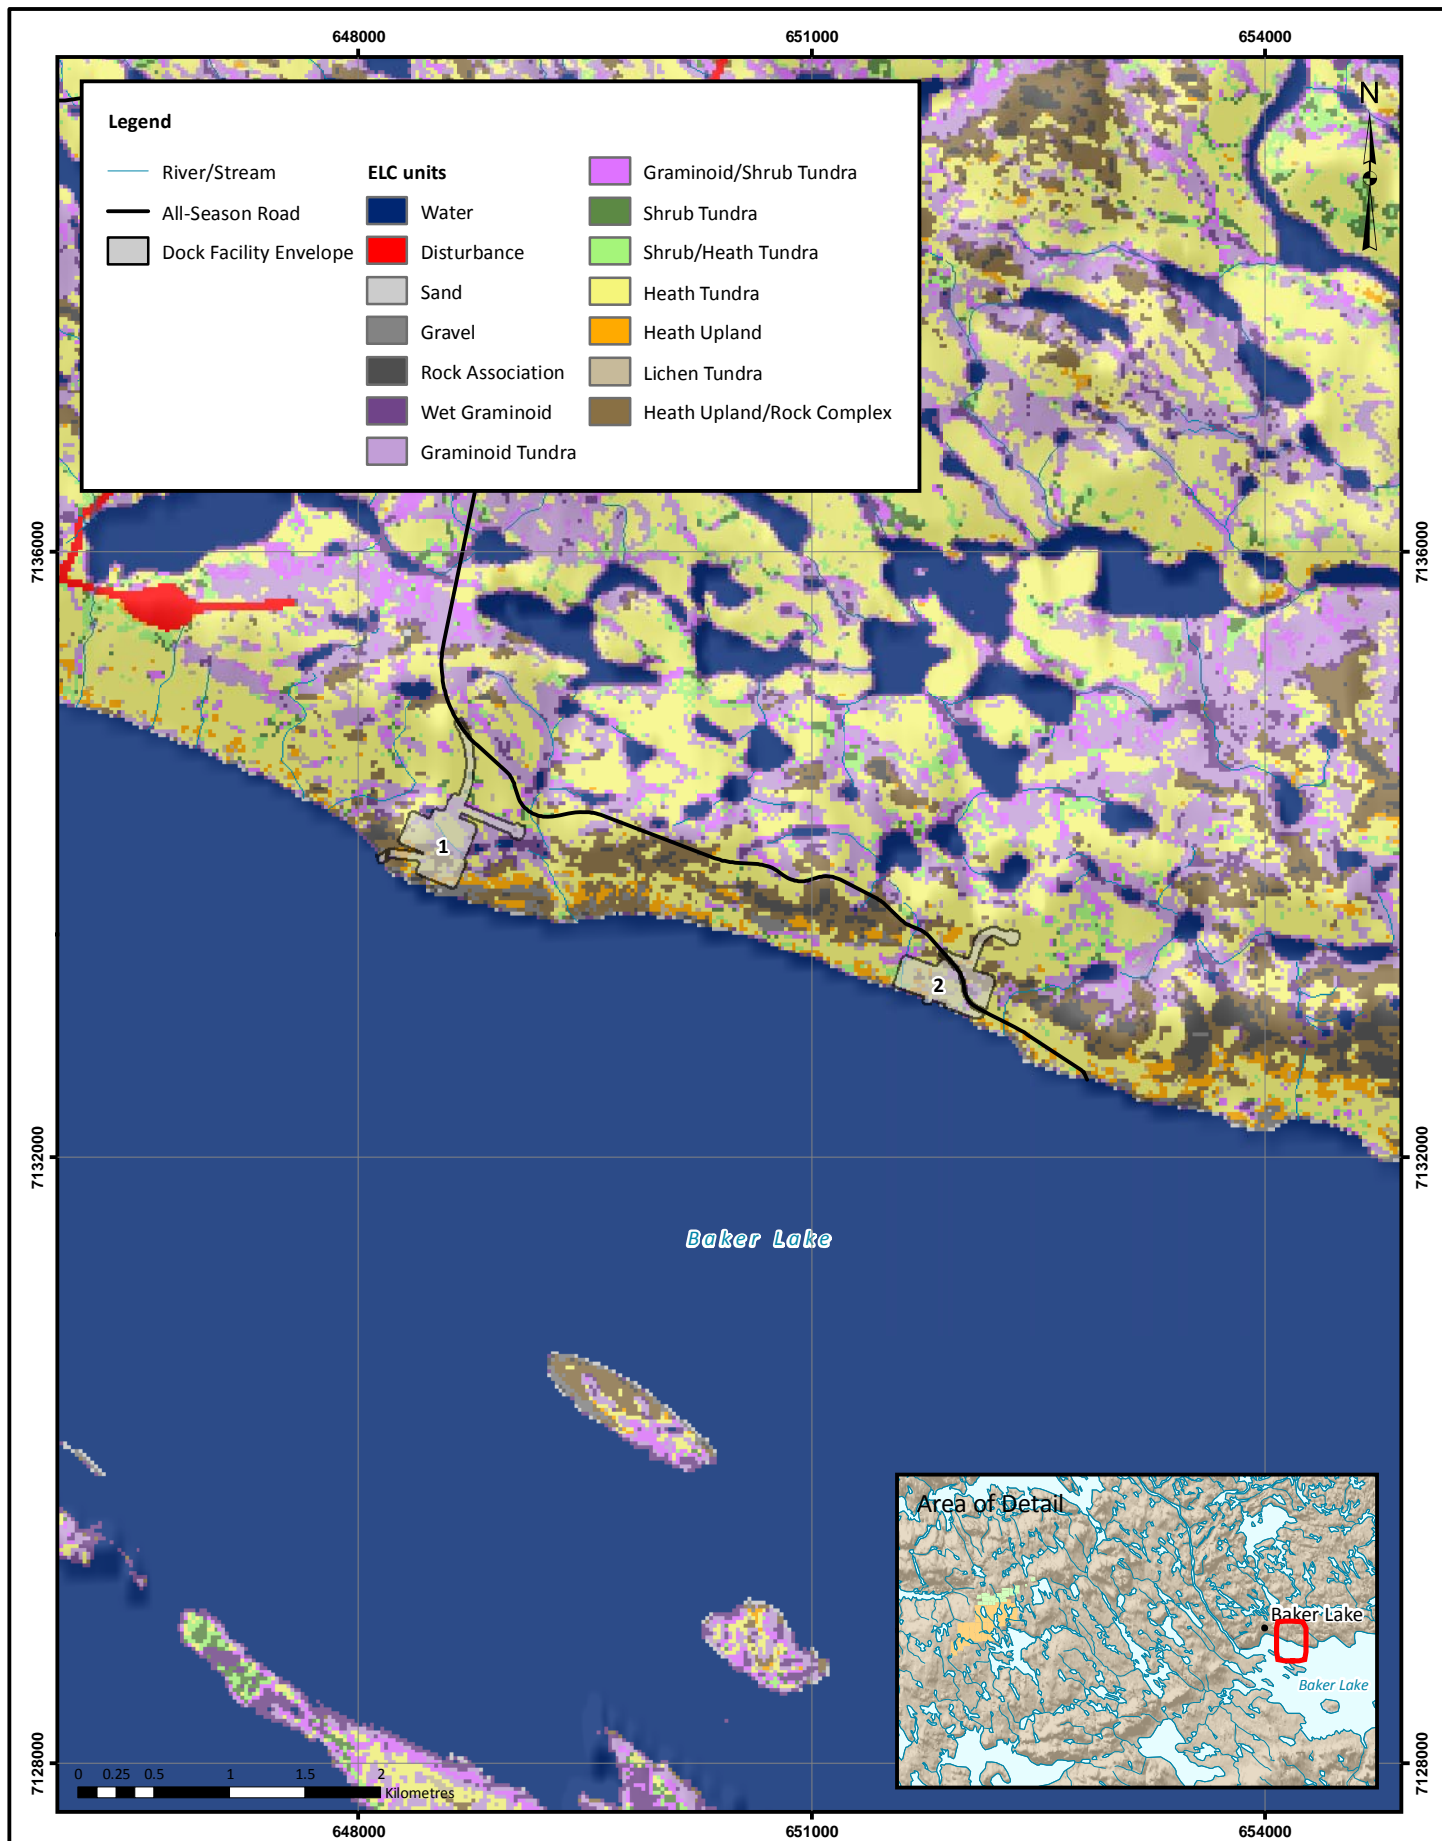 648000
651000
654000
N
Legend
River/Stream
All-Season Road
Dock Facility Envelope
ELC units
Water
Disturbance
Sand
Gravel
Rock Association
Wet Graminoid
Graminoid Tundra
Graminoid/Shrub Tundra
Shrub Tundra
Shrub/Heath Tundra
Heath Tundra
Heath Upland
Lichen Tundra
Heath Upland/Rock Complex
7136000
7136000
1
2
7132000
7132000
Baker Lake
Area of Detail
Baker Lake
Baker Lake
7128000
7128000
0 0.25 0.5 1 1.5 2
Kilometres
648000
651000
654000